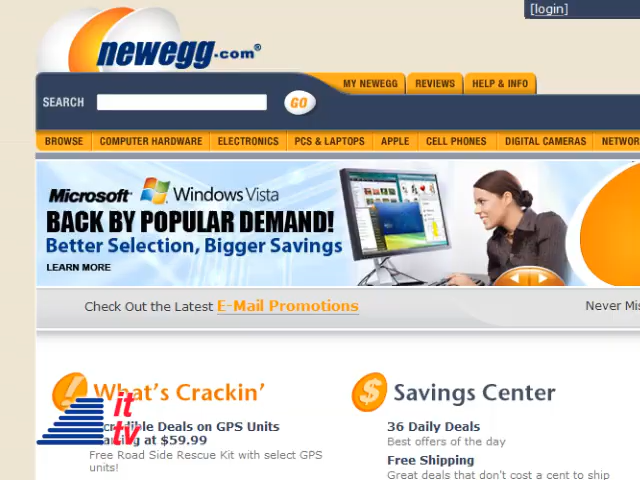 [login]
newegg.com®
MY NEWEGG REVIEWS HELP & INFO
SEARCH GO
BROWSE COMPUTER HARDWARE ELECTRONICS PCS & LAPTOPS APPLE CELL PHONES DIGITAL CAMERAS NETWOR
Microsoft® Windows Vista
BACK BY POPULAR DEMAND!
Better Selection, Bigger Savings
LEARN MORE
Check Out the Latest E-Mail Promotions Never Mis
! What's Crackin' $ Savings Center
it
tv
credible Deals on GPS Units
at $59.99
Free Road Side Rescue Kit with select GPS
units!
36 Daily Deals
Best offers of the day
Free Shipping
Great deals that don't cost a cent to ship